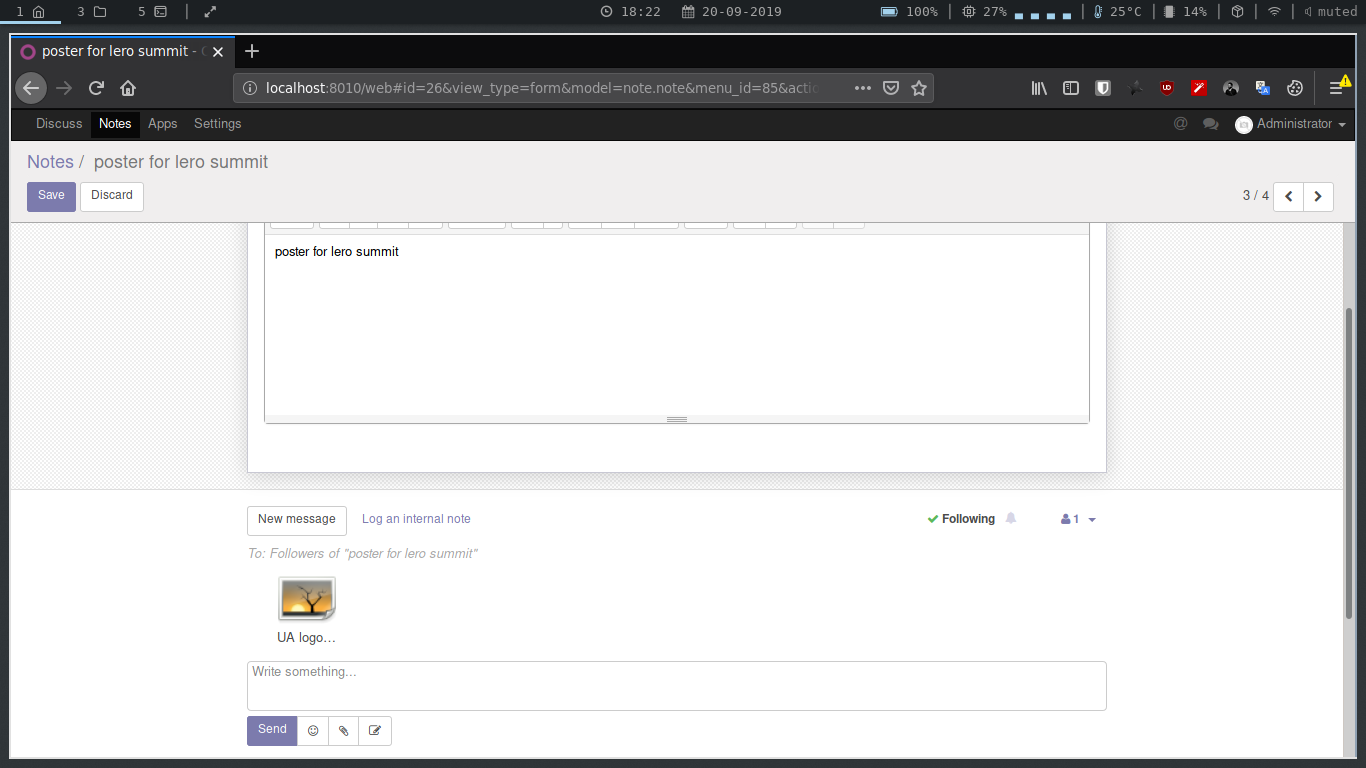 1 3 5 18:22 20-09-2019 100% 27% 25°C 14% muted
poster for lero summit -
localhost:8010/web#id=26&view_type=form&model=note.note&menu_id=85&acti
Discuss Notes Apps Settings Administrator
Notes / poster for lero summit
Save Discard 3 / 4
poster for lero summit
New message Log an internal note Following 1
To: Followers of "poster for lero summit"
UA logo...
Write something...
Send